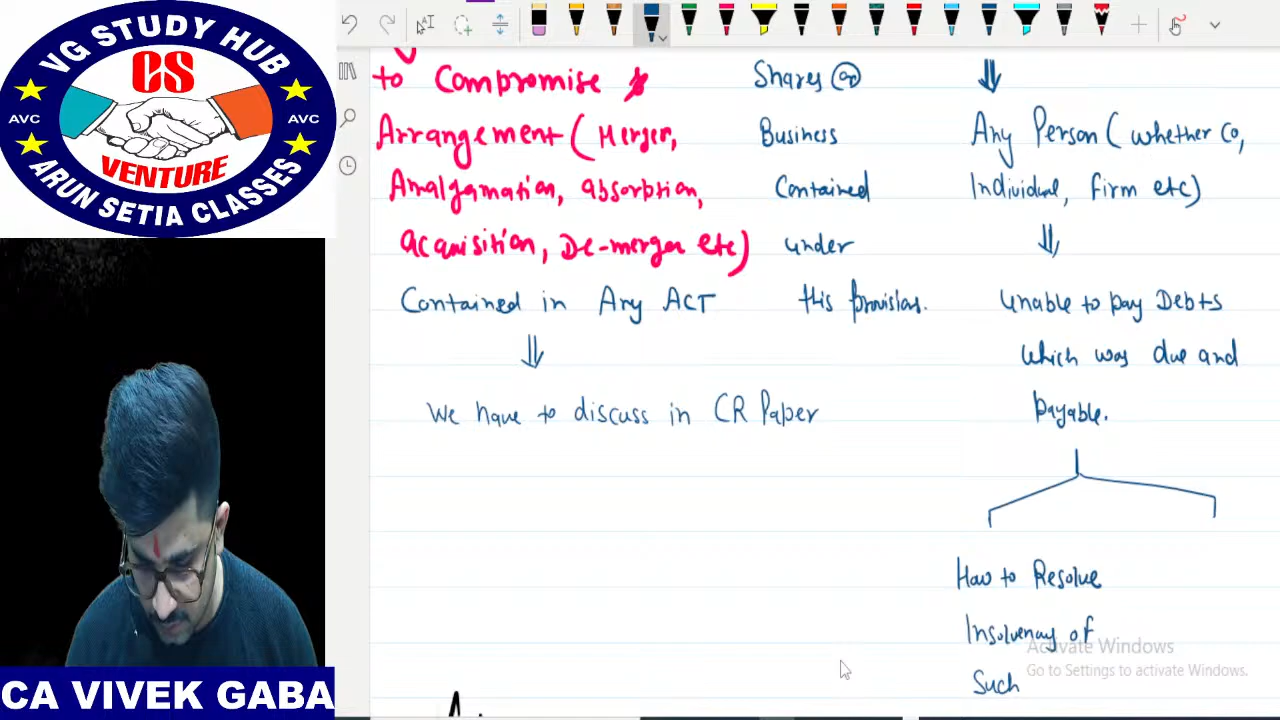 VG STUDY HUB
CS
AVC
AVC
VENTURE
ARUN SETIA CLASSES
CA VIVEK GABA
to Compromise &
Arrangement ( Merger,
Amalgamation, absorption,
acquisition, De-merger etc)
Contained in Any ACT
We have to discuss in CR Paper
Shares or
Business
Contained
under
this provisions.
Any Person ( whether Co,
Individual, firm etc)
Unable to pay Debts
which was due and
payable.
How to Resolve
Insolvency of
Such
Activate Windows
Go to Settings to activate Windows.